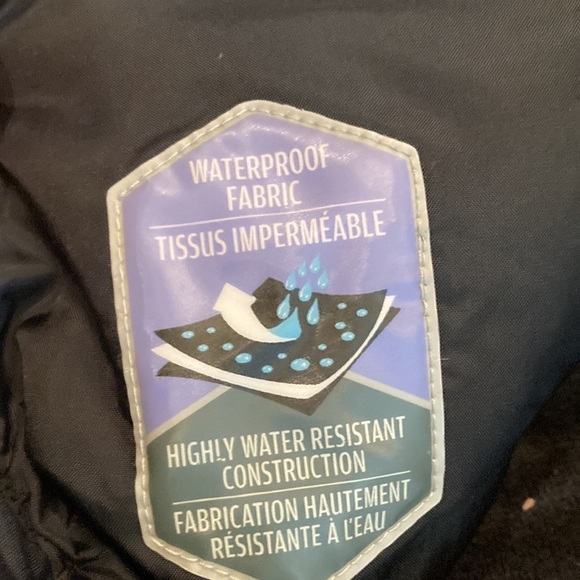 WATERPROOF
FABRIC
TISSUS IMPERMÉABLE
HIGHLY WATER RESISTANT
CONSTRUCTION
FABRICATION HAUTEMENT
RÉSISTANTE À L'EAU